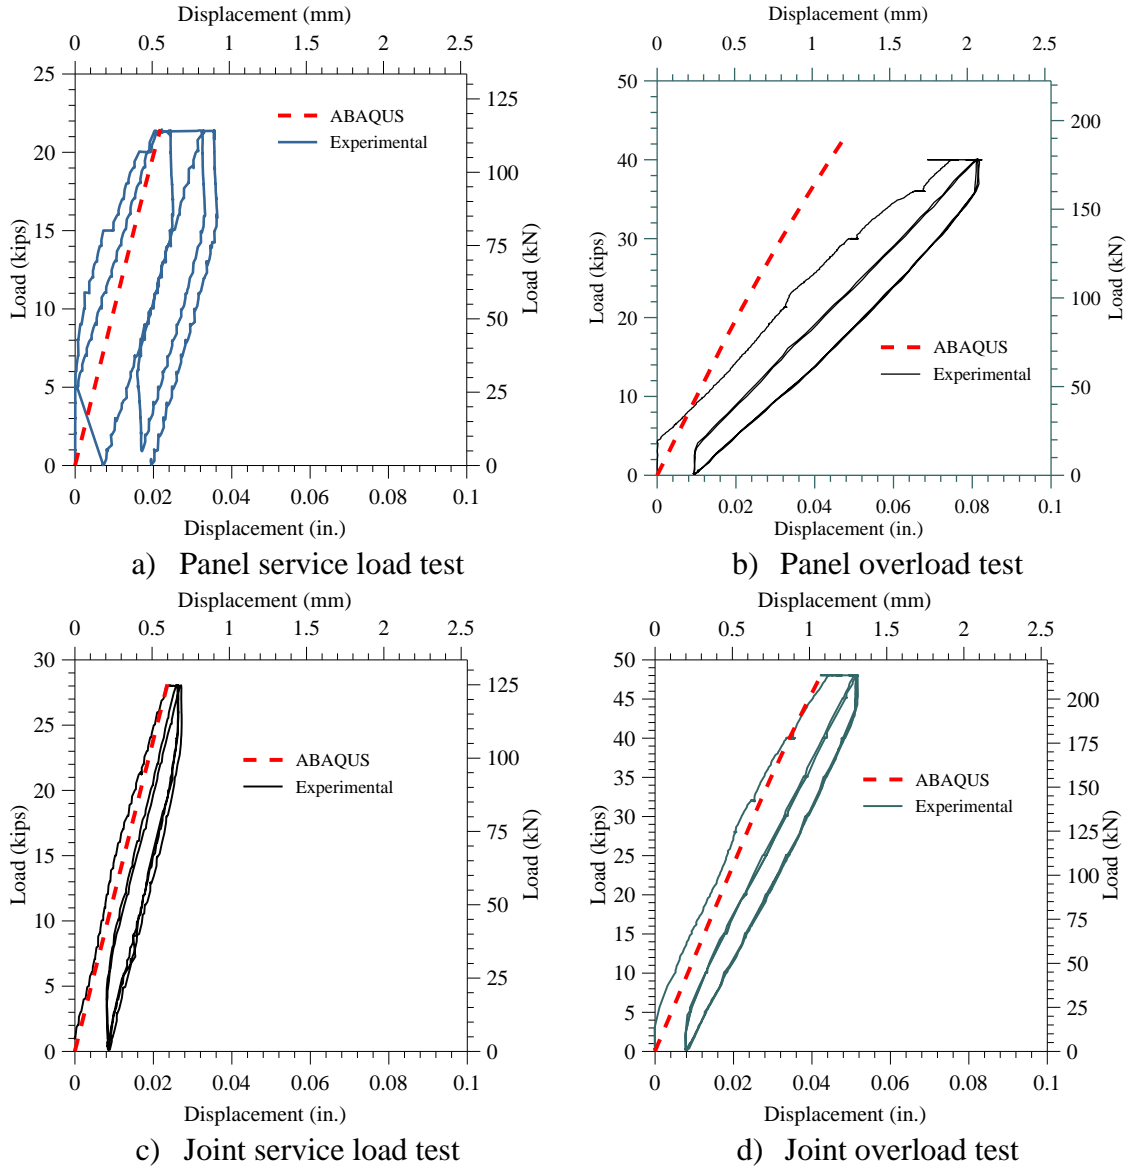 Displacement (mm)
0 0.5 1 1.5 2 2.5
25
20
15
10
5
0
Load (kips)
125
100
75
50
25
0
Load (kN)
ABAQUS
Experimental
0 0.02 0.04 0.06 0.08 0.1
Displacement (in.)
a) Panel service load test
Displacement (mm)
0 0.5 1 1.5 2 2.5
50
40
30
20
10
0
Load (kips)
200
150
100
50
0
Load (kN)
ABAQUS
Experimental
0 0.02 0.04 0.06 0.08 0.1
Displacement (in.)
b) Panel overload test
Displacement (mm)
0 0.5 1 1.5 2 2.5
30
25
20
15
10
5
0
Load (kips)
125
100
75
50
25
0
Load (kN)
ABAQUS
Experimental
0 0.02 0.04 0.06 0.08 0.1
Displacement (in.)
c) Joint service load test
Displacement (mm)
0 0.5 1 1.5 2 2.5
50
45
40
35
30
25
20
15
10
5
0
Load (kips)
200
175
150
125
100
75
50
25
0
Load (kN)
ABAQUS
Experimental
0 0.02 0.04 0.06 0.08 0.1
Displacement (in.)
d) Joint overload test